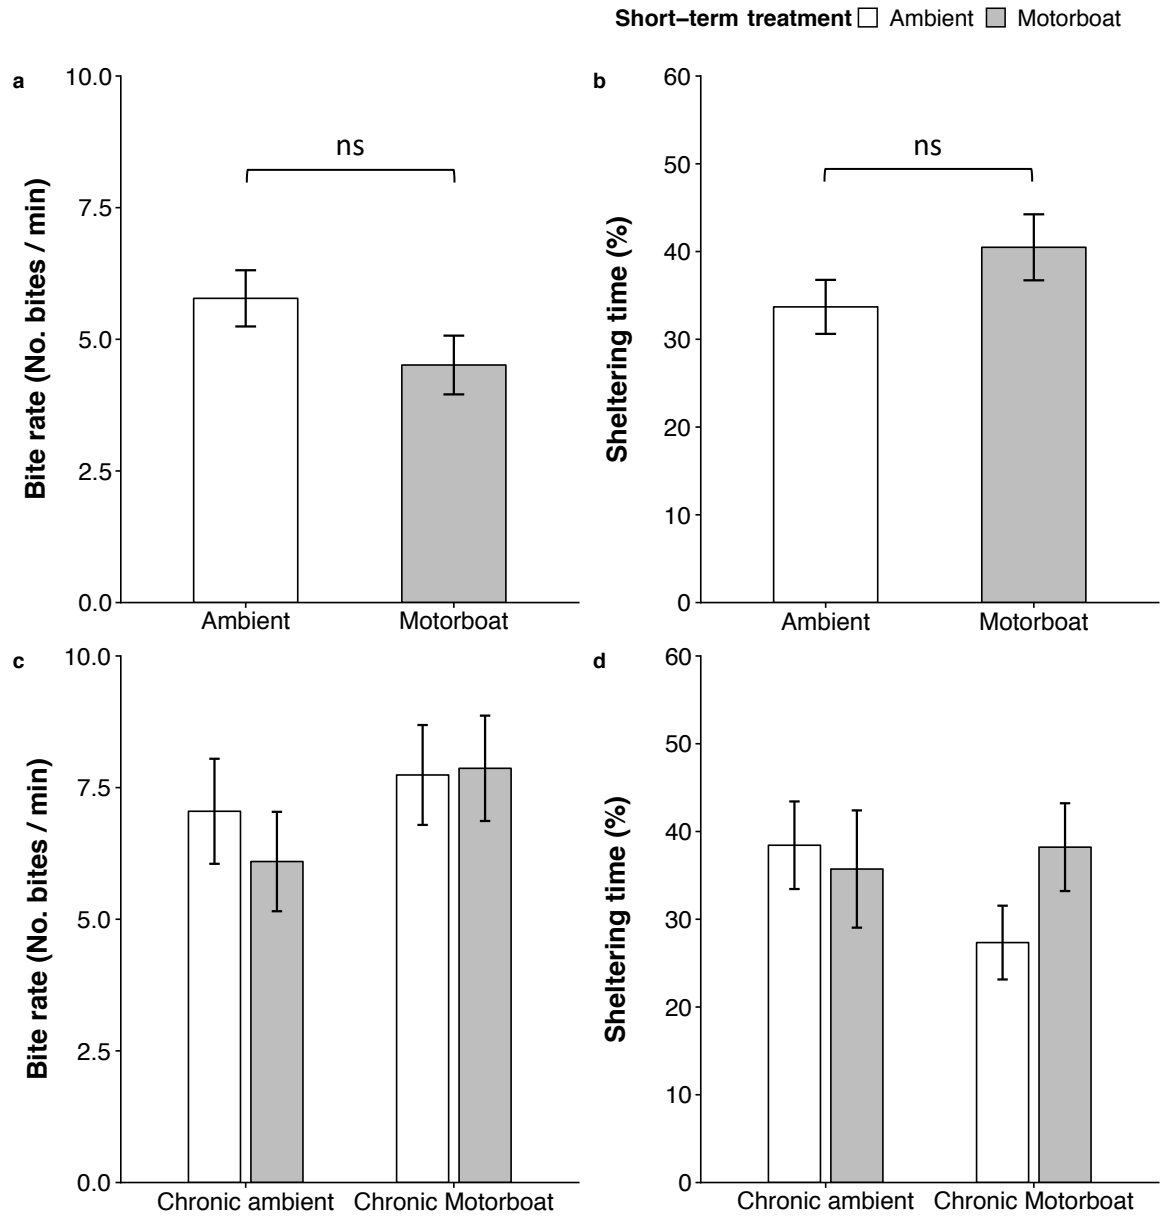 Short–term treatment Ambient Motorboat
a
10.0
7.5
5.0
2.5
0.0
Bite rate (No. bites / min)
ns
Ambient Motorboat
b
60
50
40
30
20
10
0
Sheltering time (%)
ns
Ambient Motorboat
c
10.0
7.5
5.0
2.5
0.0
Bite rate (No. bites / min)
Chronic ambient Chronic Motorboat
d
60
50
40
30
20
10
0
Sheltering time (%)
Chronic ambient Chronic Motorboat